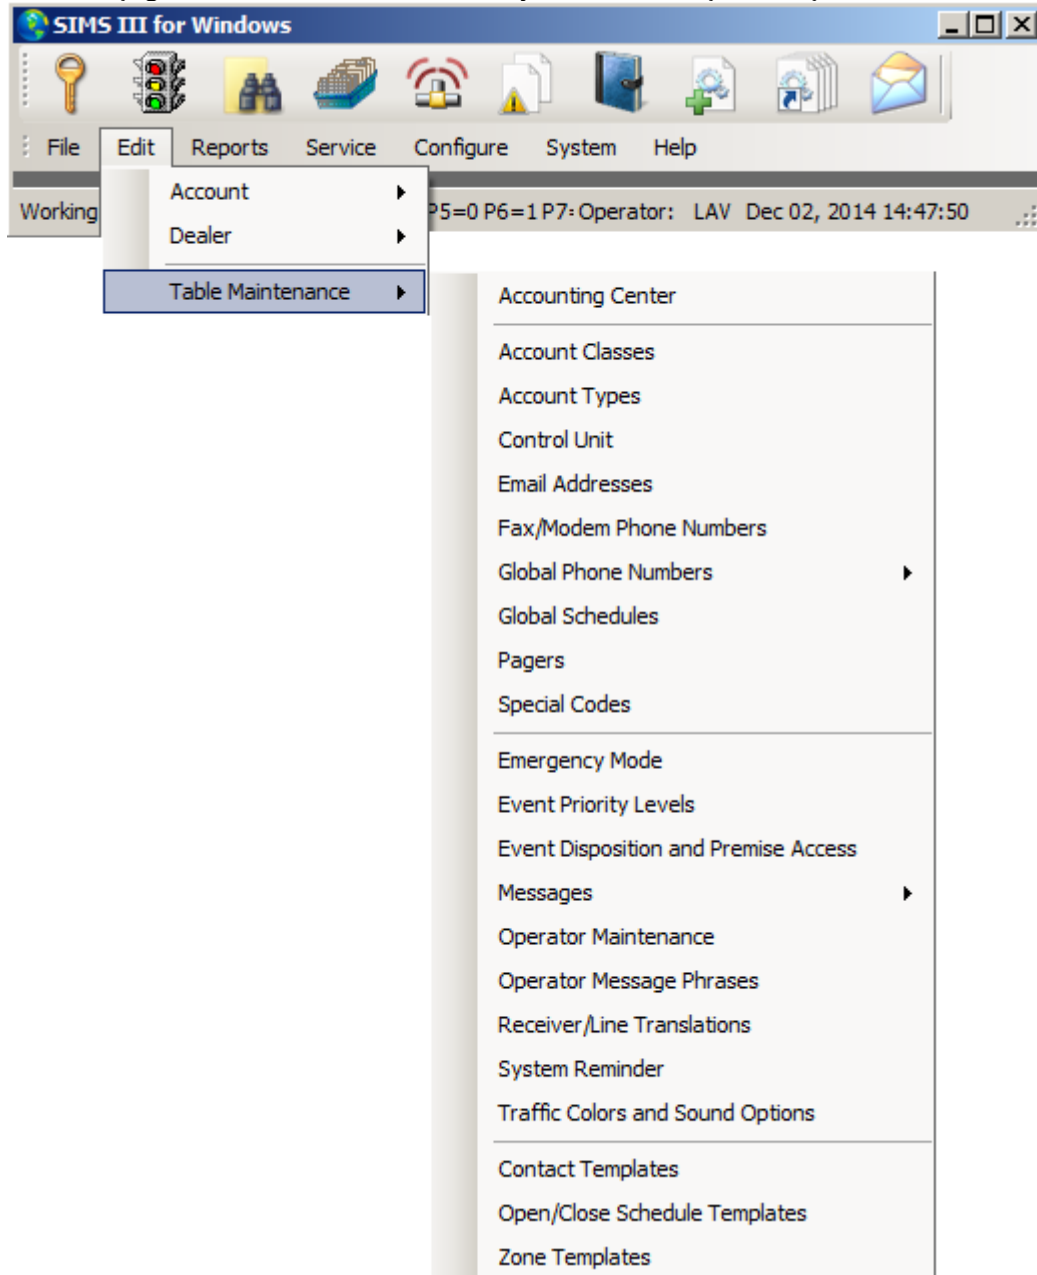 SIMS III for Windows
File Edit Reports Service Configure System Help
Account
Working P5=0 P6=1 P7: Operator: LAV Dec 02, 2014 14:47:50
Dealer
Table Maintenance
Accounting Center
Account Classes
Account Types
Control Unit
Email Addresses
Fax/Modem Phone Numbers
Global Phone Numbers
Global Schedules
Pagers
Special Codes
Emergency Mode
Event Priority Levels
Event Disposition and Premise Access
Messages
Operator Maintenance
Operator Message Phrases
Receiver/Line Translations
System Reminder
Traffic Colors and Sound Options
Contact Templates
Open/Close Schedule Templates
Zone Templates